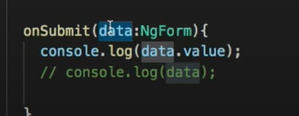 onSubmit(data:NgForm){
console.log(data.value);
// console.log(data);
}